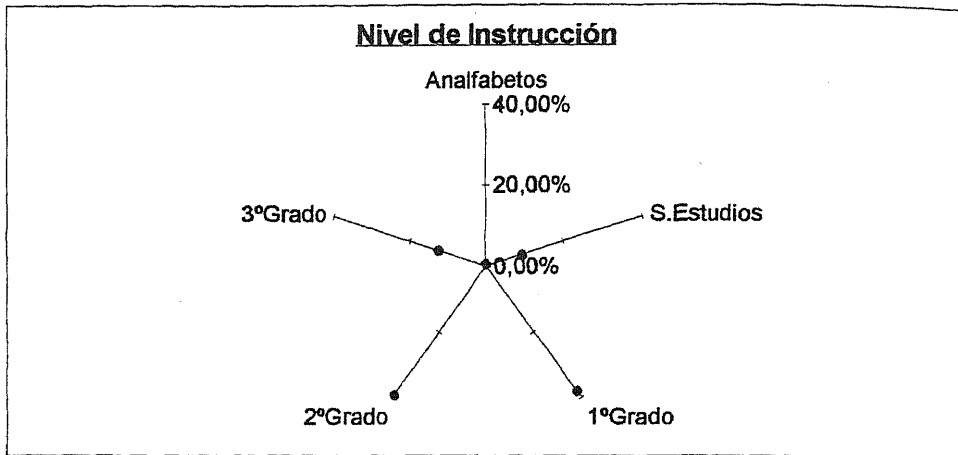 Nivel de Instrucción
Analfabetos
40,00%
20,00%
3ºGrado
S.Estudios
0,00%
2ºGrado
1ºGrado